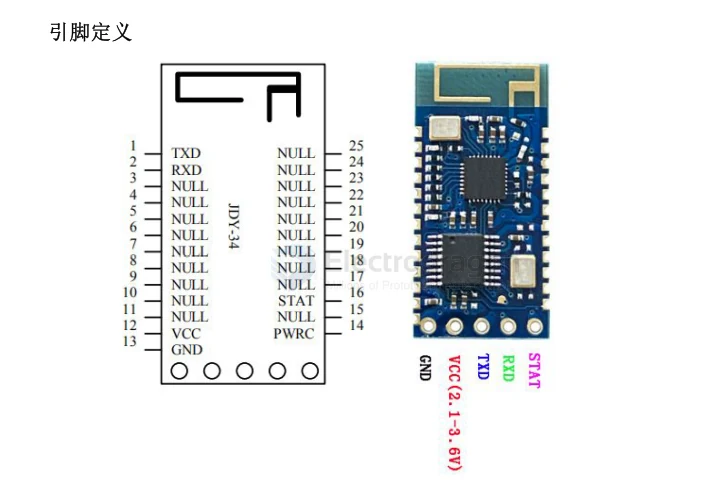 引脚定义
1 TXD NULL 25
2 RXD NULL 24
3 NULL NULL 23
4 NULL NULL 22
5 NULL NULL 21
6 NULL NULL 20
7 NULL NULL 19
8 NULL NULL 18
9 NULL NULL 17
10 NULL STAT 16
11 NULL NULL 15
12 VCC PWRC 14
13 GND
JDY-34
GND
VCC(2.1-3.6V)
TXD
RXD
STAT